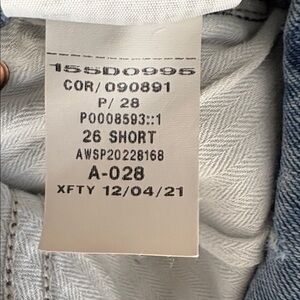 155D0995
COR/090891
P/ 28
P0008593::1
26 SHORT
AWSP20228168
A-028
XFTY 12/04/21